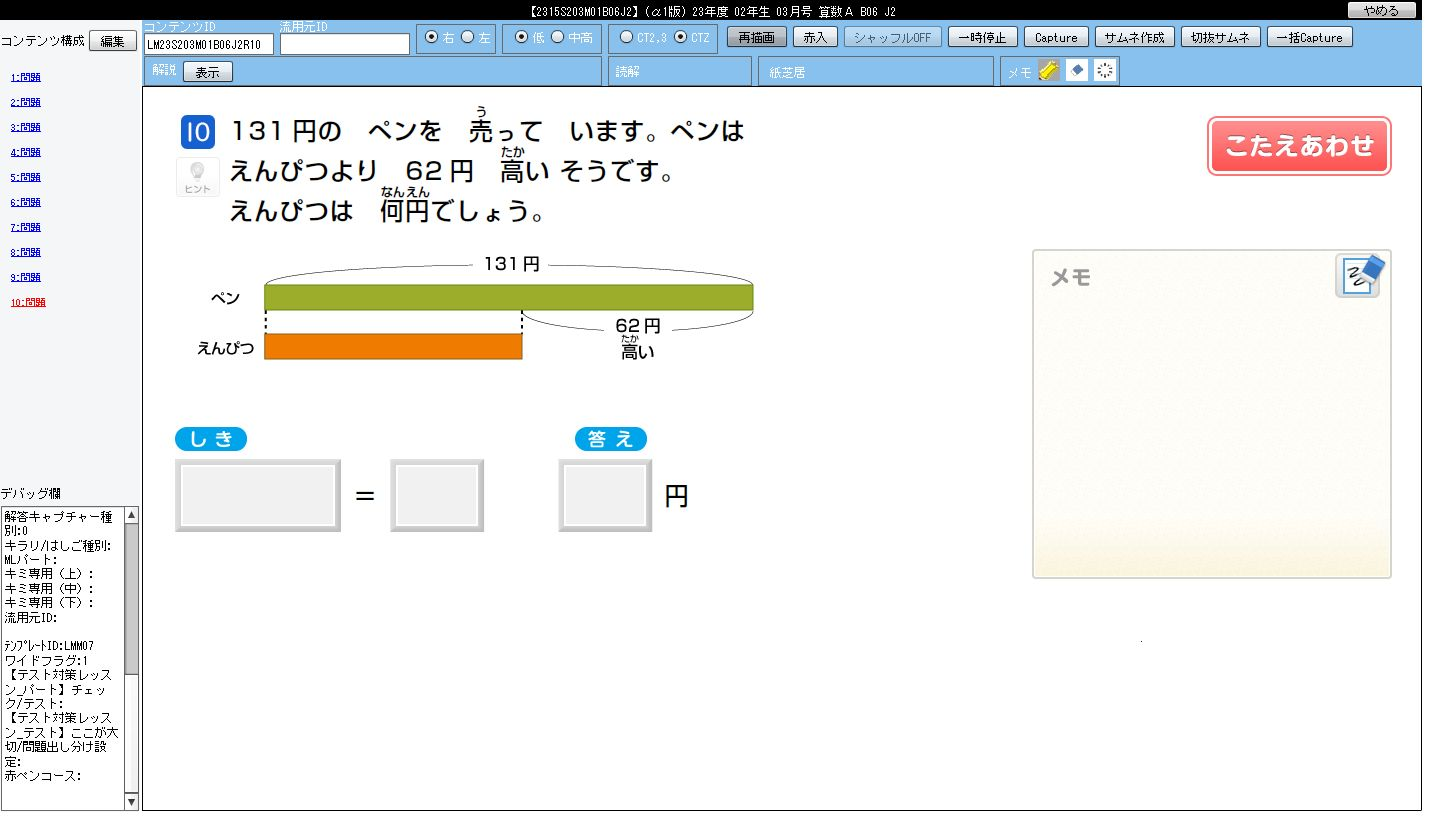 【2315S203M01B06J2】(α1版) 23年度 02年生 03月号 算数A B06 J2
やめる
コンテンツ構成
編集
コンテンツID
流用元ID
LM23S203M01B06J2R10
右 左
低 中高
CT2,3 CTZ
再描画
赤入
シャッフルOFF
一時停止
Capture
サムネ作成
切抜サムネ
一括Capture
解説
表示
読解
紙芝居
メモ
1:問題
2:問題
3:問題
4:問題
5:問題
6:問題
7:問題
8:問題
9:問題
10:問題
10
ヒント
う
131円の ペンを 売って います。ペンは
たか
えんぴつより 62円 高い そうです。
なんえん
えんぴつは 何円でしょう。
こたえあわせ
131円
ペン
62円
たか
高い
えんぴつ
メモ
しき
答え
=
円
デバッグ欄
解答キャプチャー種
別:0
キラリ/はしご種別:
MLパート:
キミ専用（上）:
キミ専用（中）:
キミ専用（下）:
流用元ID:
ﾃﾝﾌﾟﾚｰﾄID:LMM07
ワイドフラグ:1
【テスト対策レッス
ン_パート】チェッ
ク/テスト:
【テスト対策レッス
ン_テスト】ここが大
切/問題出し分け設
定:
赤ペンコース: